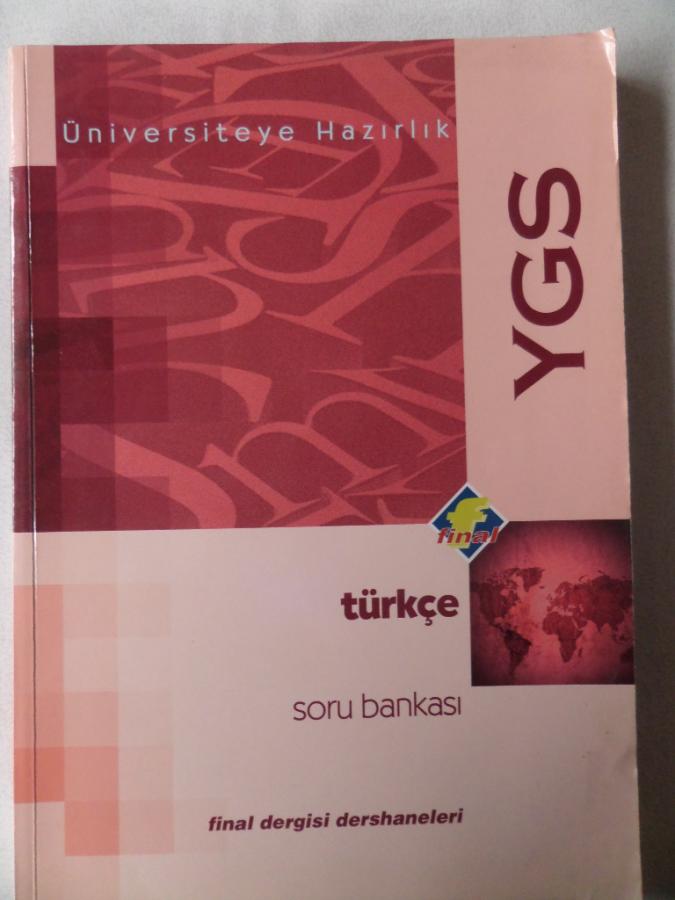 Üniversiteye Hazırlık
YGS
final
türkçe
soru bankası
final dergisi dershaneleri